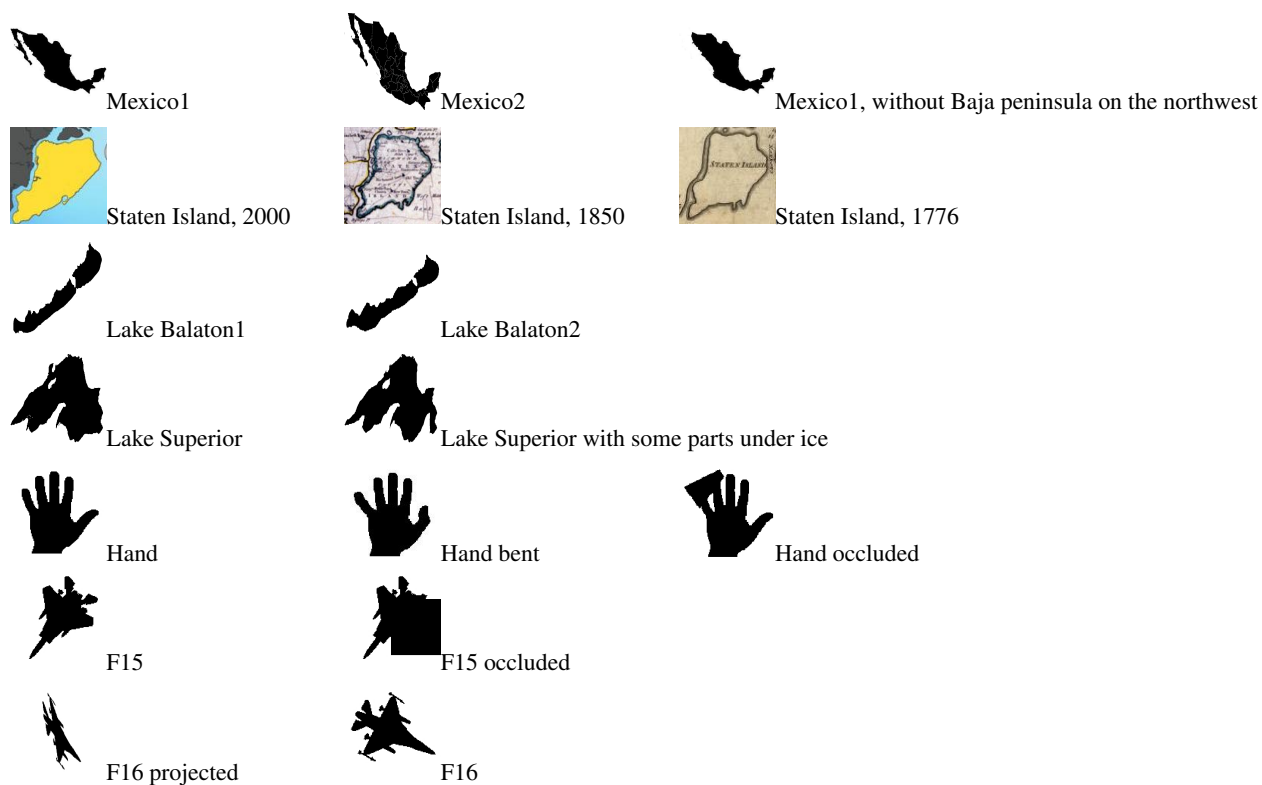 Mexico1
Mexico2
Mexico1, without Baja peninsula on the northwest
STATEN ISLAND
Staten Island, 2000
Staten Island, 1850
Staten Island, 1776
Lake Balaton1
Lake Balaton2
Lake Superior
Lake Superior with some parts under ice
Hand
Hand bent
Hand occluded
F15
F15 occluded
F16 projected
F16